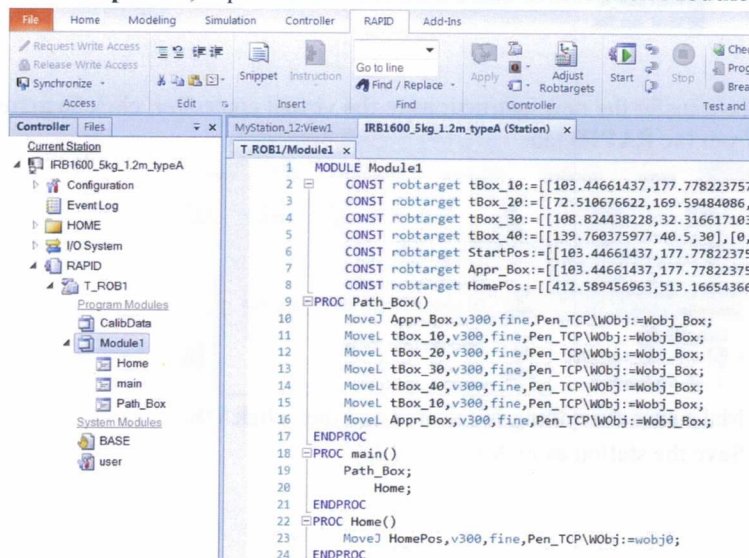 File Home Modeling Simulation Controller RAPID Add-Ins
Request Write Access
Release Write Access
Synchronize
Access
Edit
Snippet Instruction
Insert
Go to line
Find / Replace
Find
Apply
Adjust
Robtargets
Controller
Start
Stop
Test and
Controller Files
Current Station
IRB1600_5kg_1.2m_typeA
Configuration
Event Log
HOME
I/O System
RAPID
T_ROB1
Program Modules
CalibData
Module1
Home
main
Path_Box
System Modules
BASE
user
MyStation_12:View1 IRB1600_5kg_1.2m_typeA (Station) x
T_ROB1/Module1 x
1 MODULE Module1
2 CONST robtarget tBox_10:=[[103.44661437,177.778223757
3 CONST robtarget tBox_20:=[[72.510676622,169.59484086,
4 CONST robtarget tBox_30:=[[108.824438228,32.316617103
5 CONST robtarget tBox_40:=[[139.760375977,40.5,30],[0,
6 CONST robtarget StartPos:=[[103.44661437,177.77822375
7 CONST robtarget Appr_Box:=[[103.44661437,177.77822375
8 CONST robtarget HomePos:=[[412.589456963,513.16654366
9 PROC Path_Box()
10 MoveJ Appr_Box,v300,fine,Pen_TCP\WObj:=Wobj_Box;
11 MoveL tBox_10,v300,fine,Pen_TCP\WObj:=Wobj_Box;
12 MoveL tBox_20,v300,fine,Pen_TCP\WObj:=Wobj_Box;
13 MoveL tBox_30,v300,fine,Pen_TCP\WObj:=Wobj_Box;
14 MoveL tBox_40,v300,fine,Pen_TCP\WObj:=Wobj_Box;
15 MoveL tBox_10,v300,fine,Pen_TCP\WObj:=Wobj_Box;
16 MoveL Appr_Box,v300,fine,Pen_TCP\WObj:=Wobj_Box;
17 ENDPROC
18 PROC main()
19 Path_Box;
20 Home;
21 ENDPROC
22 PROC Home()
23 MoveJ HomePos,v300,fine,Pen_TCP\WObj:=wobj0;
24 ENDPROC